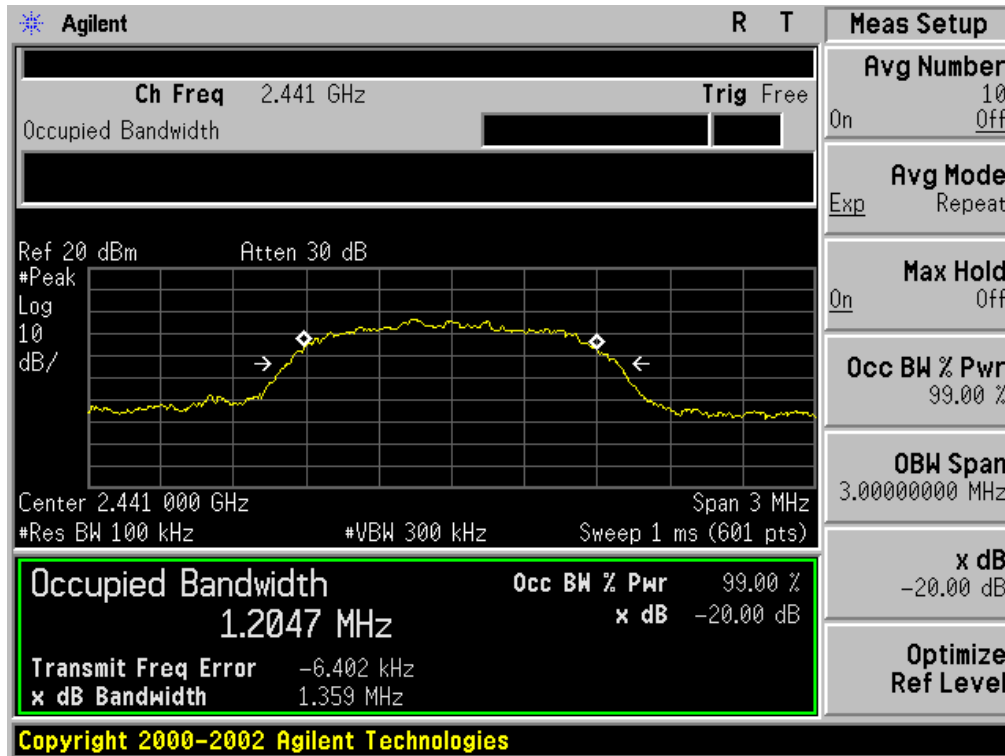 Agilent R T
Ch Freq 2.441 GHz Trig Free
Occupied Bandwidth
Ref 20 dBm Atten 30 dB
#Peak
Log
10
dB/
Center 2.441 000 GHz Span 3 MHz
#Res BW 100 kHz #VBW 300 kHz Sweep 1 ms (601 pts)
Occupied Bandwidth Occ BW % Pwr 99.00 %
1.2047 MHz x dB -20.00 dB
Transmit Freq Error -6.402 kHz
x dB Bandwidth 1.359 MHz
Copyright 2000-2002 Agilent Technologies
Meas Setup
Avg Number
10
On Off
Avg Mode
Exp Repeat
Max Hold
On Off
Occ BW % Pwr
99.00 %
OBW Span
3.00000000 MHz
x dB
-20.00 dB
Optimize
Ref Level